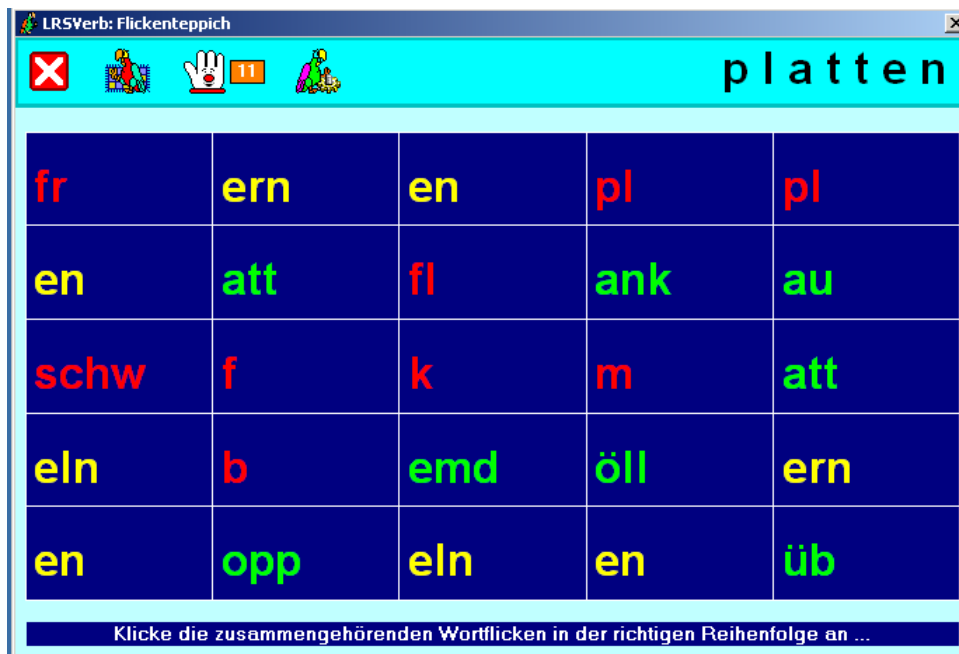 LRSVerb: Flickenteppich
11
platten
fr ern en pl pl
en att fl ank au
schw f k m att
eln b emd öll ern
en opp eln en üb
Klicke die zusammengehörenden Wortflicken in der richtigen Reihenfolge an ...